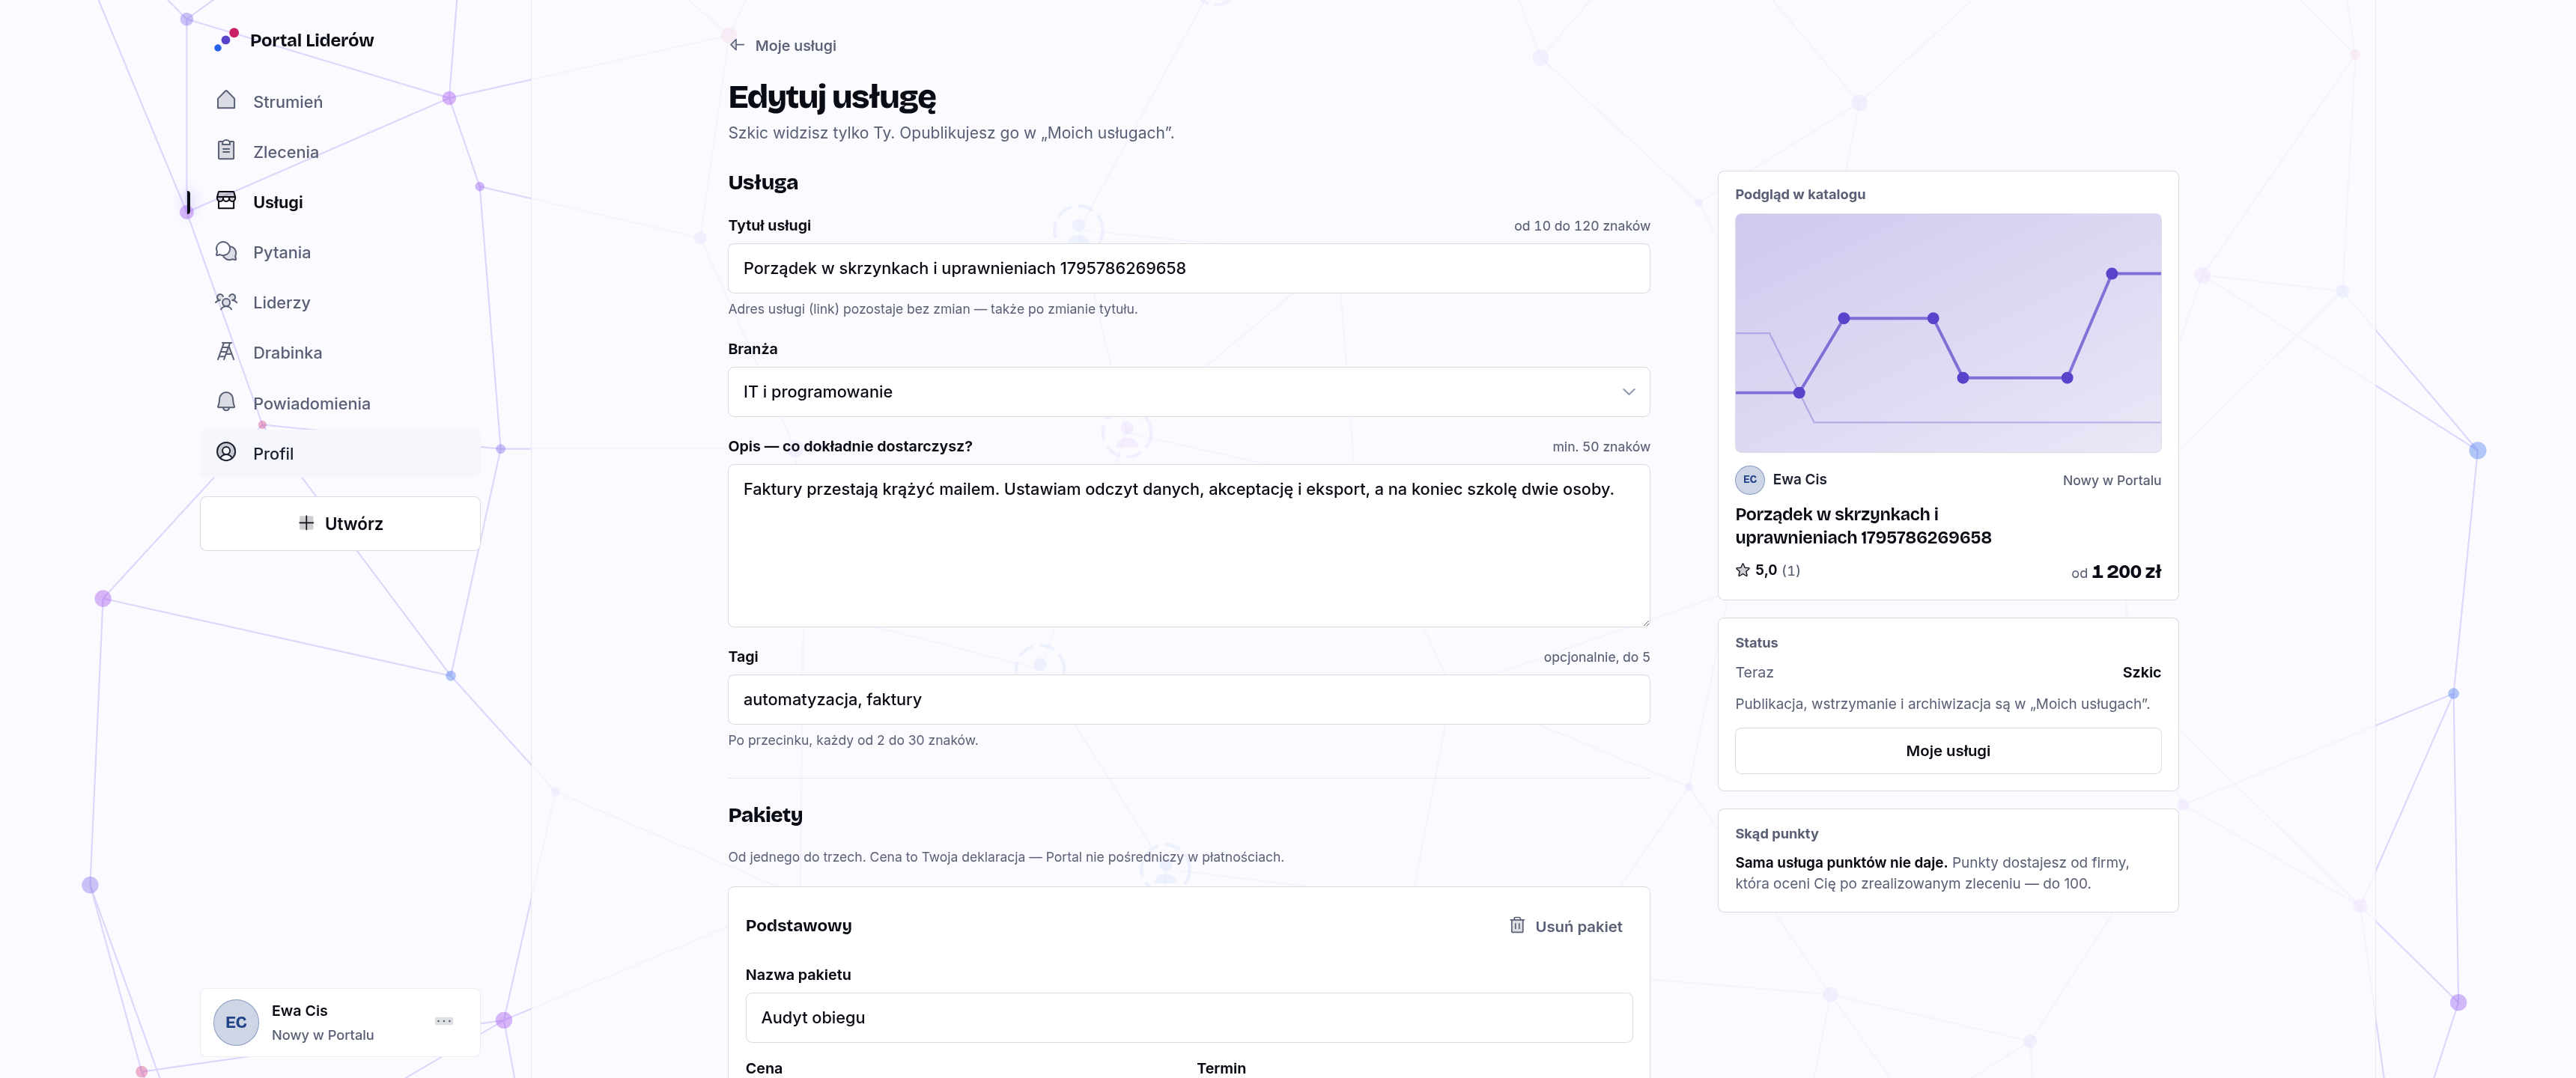 Portal Liderów
Strumień
Zlecenia
Usługi
Pytania
Liderzy
Drabinka
Powiadomienia
Profil
Utwórz
Ewa Cis
EC
Nowy w Portalu
Moje usługi
Edytuj usługę
Szkic widzisz tylko Ty. Opublikujesz go w „Moich usługach”.
Usługa
Tytuł usługi
od 10 do 120 znaków
Porządek w skrzynkach i uprawnieniach 1795786269658
Adres usługi (link) pozostaje bez zmian — także po zmianie tytułu.
Branża
IT i programowanie
Opis — co dokładnie dostarczysz?
min. 50 znaków
Faktury przestają krążyć mailem. Ustawiam odczyt danych, akceptację i eksport, a na koniec szkolę dwie osoby.
Tagi
opcjonalnie, do 5
automatyzacja, faktury
Po przecinku, każdy od 2 do 30 znaków.
Pakiety
Od jednego do trzech. Cena to Twoja deklaracja — Portal nie pośredniczy w płatnościach.
Podstawowy
Usuń pakiet
Nazwa pakietu
Audyt obiegu
Cena
Termin
Podgląd w katalogu
EC
Ewa Cis
Nowy w Portalu
Porządek w skrzynkach i
uprawnieniach 1795786269658
5,0 (1)
od 1 200 zł
Status
Teraz
Szkic
Publikacja, wstrzymanie i archiwizacja są w „Moich usługach”.
Moje usługi
Skąd punkty
Sama usługa punktów nie daje. Punkty dostajesz od firmy,
która oceni Cię po zrealizowanym zleceniu — do 100.